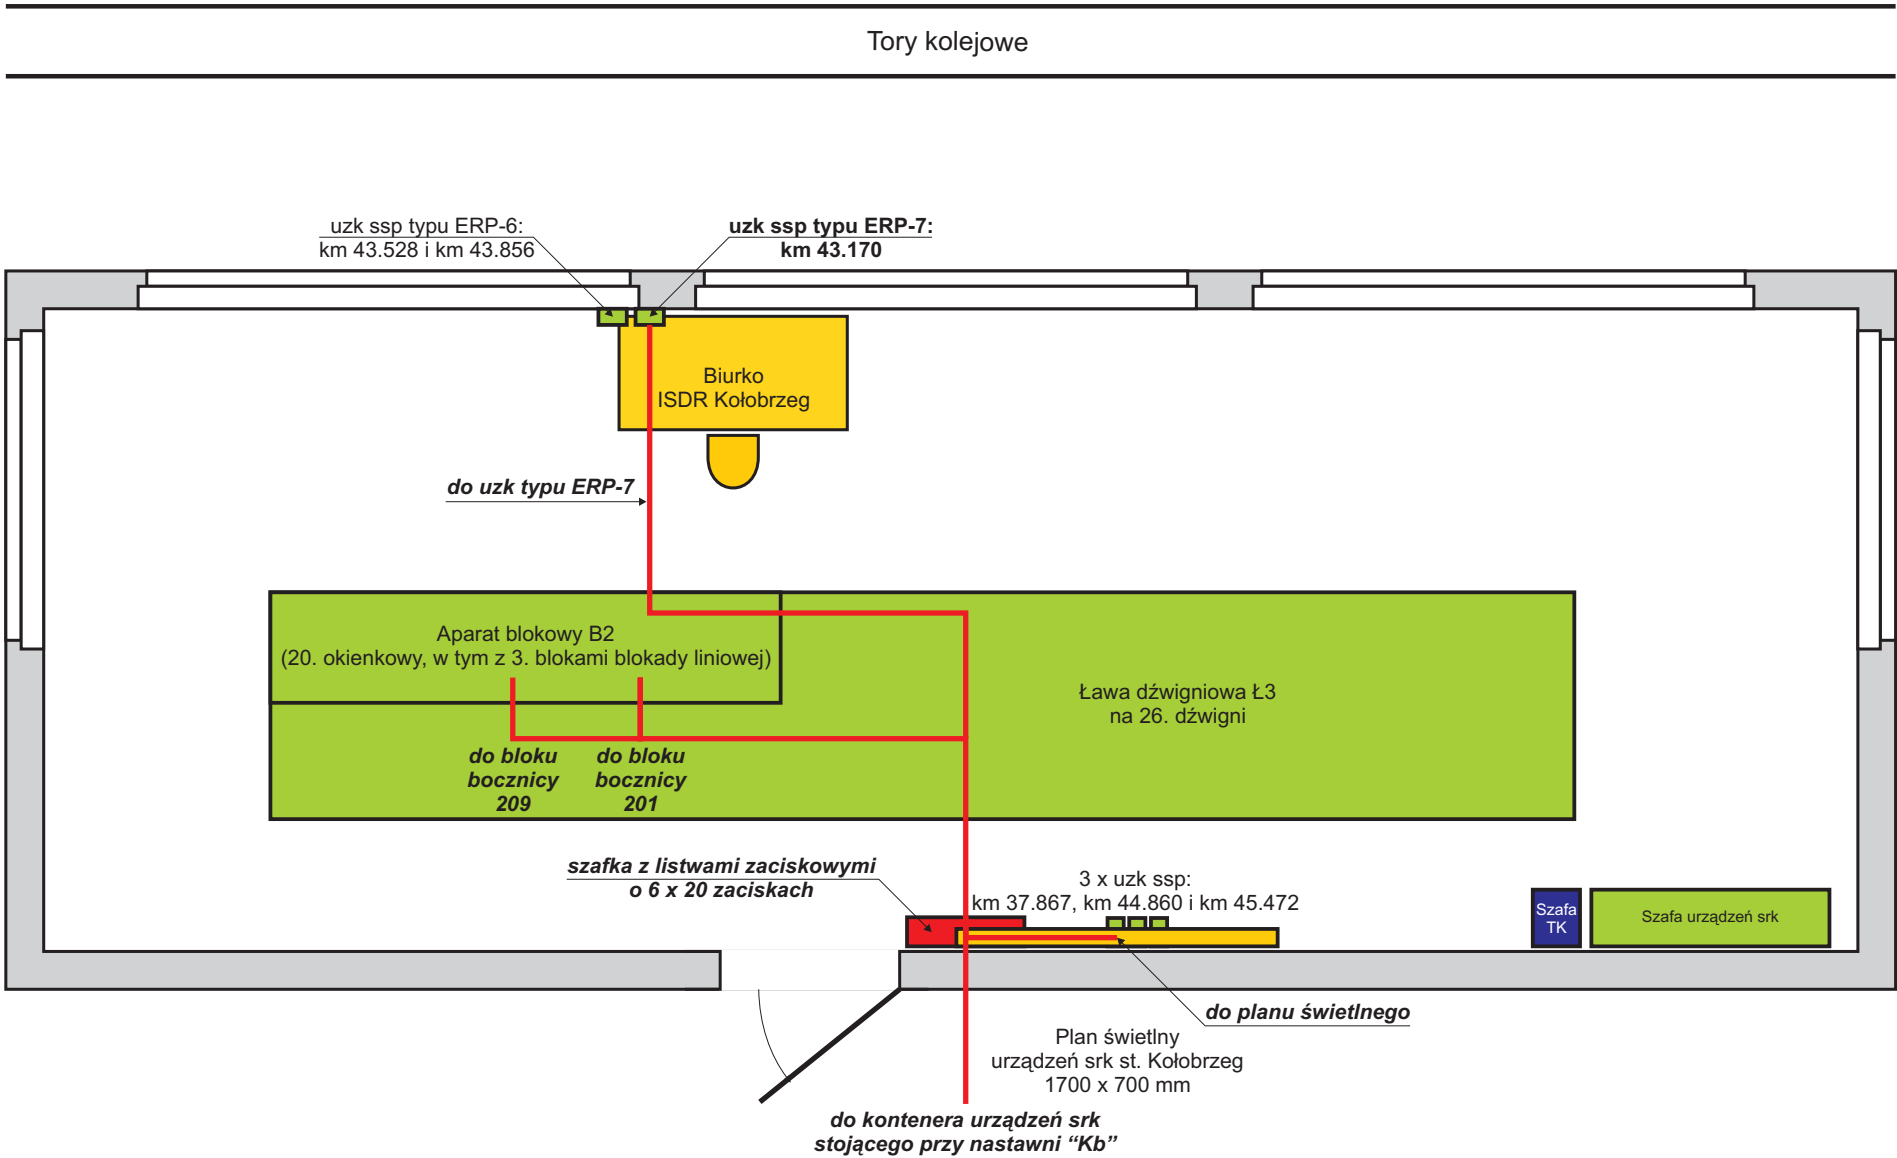 Tory kolejowe
uzk ssp typu ERP-6:
km 43.528 i km 43.856
uzk ssp typu ERP-7:
km 43.170
Biurko
ISDR Kołobrzeg
do uzk typu ERP-7
Aparat blokowy B2
(20. okienkowy, w tym z 3. blokami blokady liniowej)
Ława dźwigniowa Ł3
na 26. dźwigni
do bloku
bocznicy
209
do bloku
bocznicy
201
szafka z listwami zaciskowymi
o 6 x 20 zaciskach
3 x uzk ssp:
km 37.867, km 44.860 i km 45.472
Szafa
TK
Szafa urządzeń srk
do planu świetlnego
Plan świetlny
urządzeń srk st. Kołobrzeg
1700 x 700 mm
do kontenera urządzeń srk
stojącego przy nastawni “Kb”